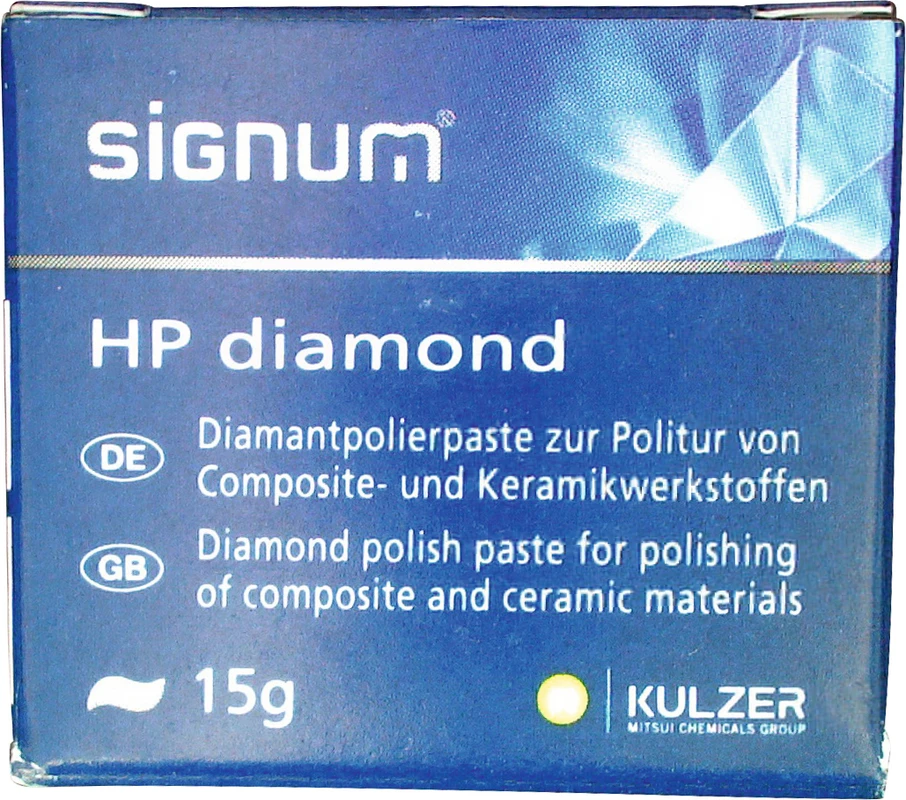 signum®
HP diamond
DE
Diamantpolierpaste zur Politur von
Composite- und Keramikwerkstoffen
GB
Diamond polish paste for polishing
of composite and ceramic materials
15g
KULZER
MITSUI CHEMICALS GROUP